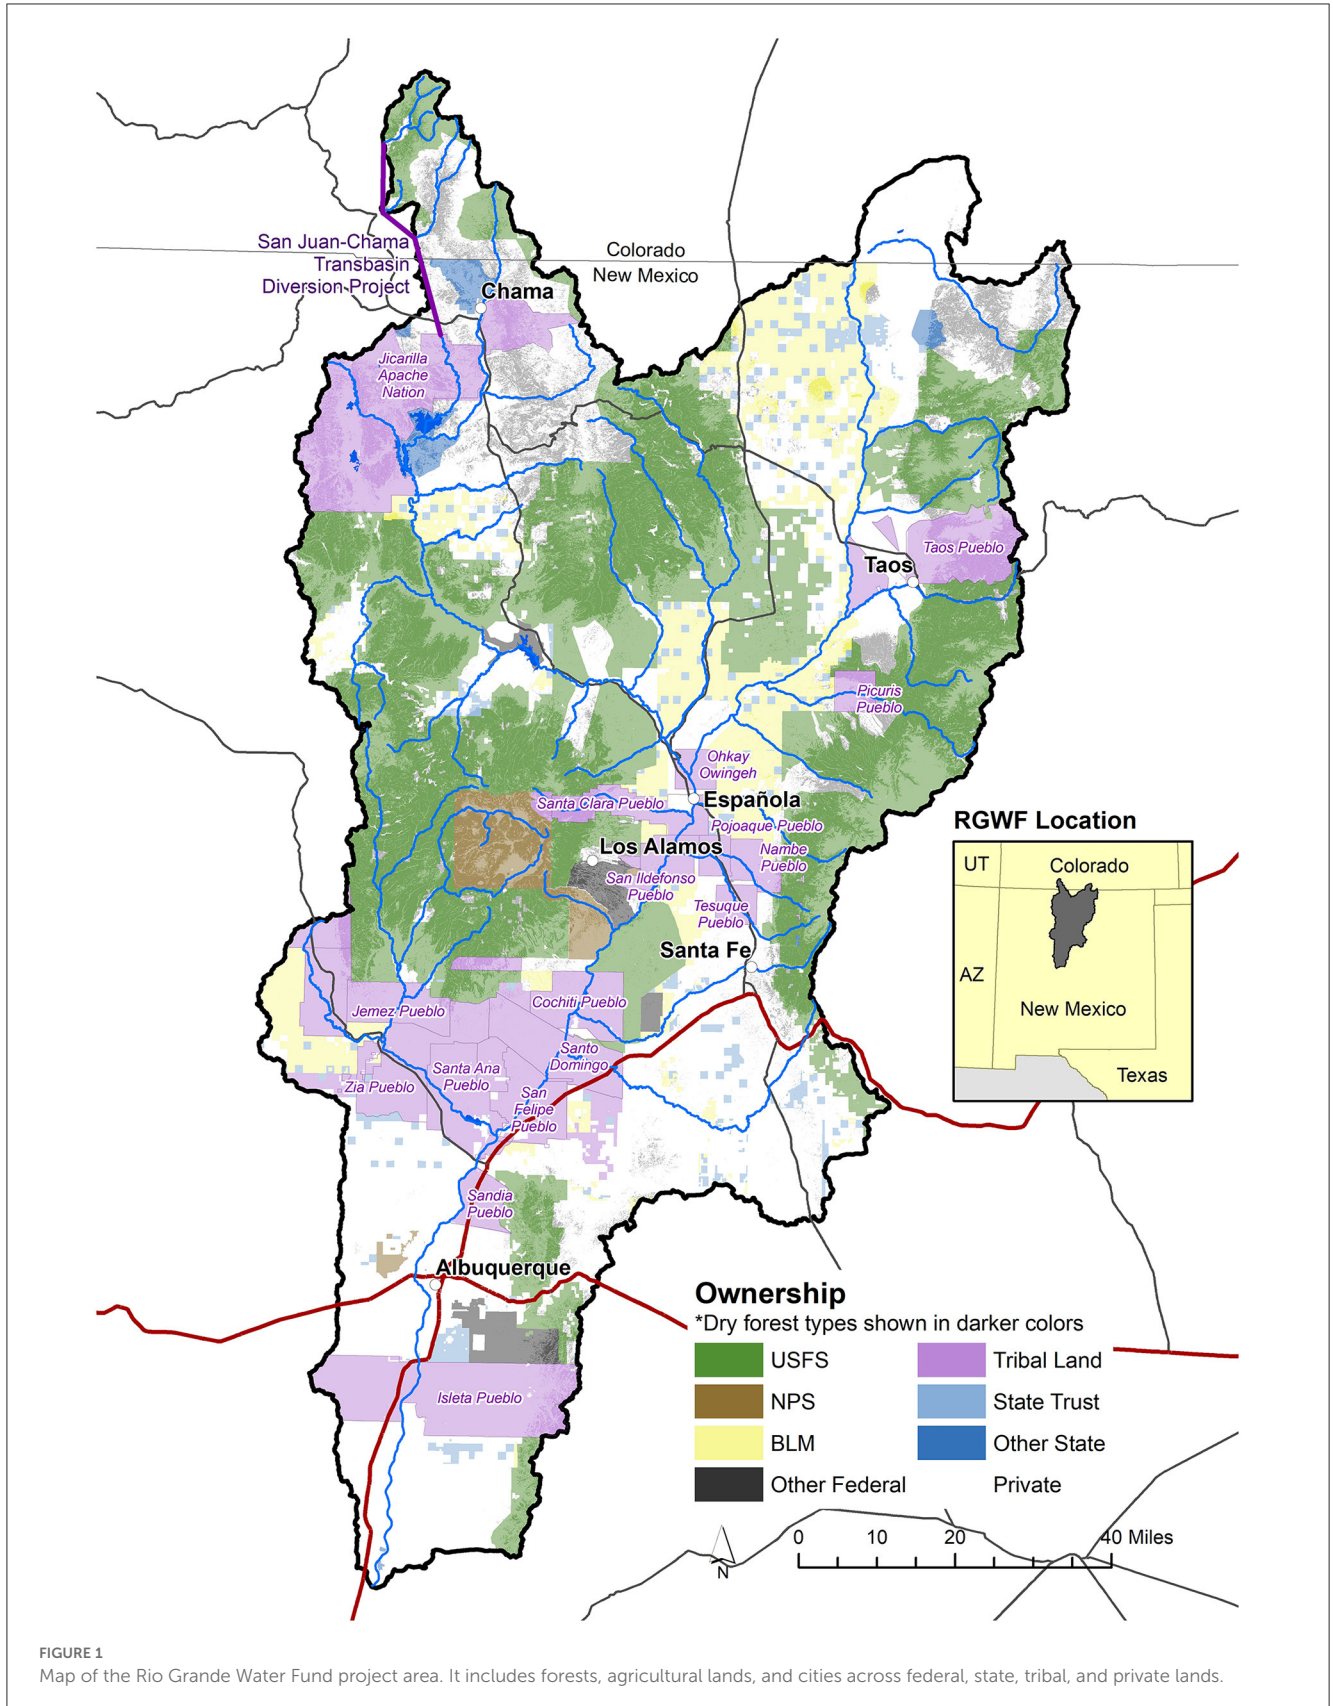 San Juan-Chama
Transbasin
Diversion Project
Colorado
New Mexico
Chama
Jicarilla
Apache
Nation
Taos Pueblo
Taos
Picuris
Pueblo
Ohkay
Owingeh
Santa Clara Pueblo
Española
Pojoaque Pueblo
Los Alamos
Nambe
Pueblo
San Ildefonso
Pueblo
Tesuque
Pueblo
Santa Fe
Jemez Pueblo
Cochiti Pueblo
Santo
Domingo
Zia Pueblo
Santa Ana
Pueblo
San
Felipe
Pueblo
Sandia
Pueblo
Albuquerque
Isleta Pueblo
RGWF Location
UT
Colorado
AZ
New Mexico
Texas
Ownership
*Dry forest types shown in darker colors
USFS
NPS
BLM
Other Federal
Tribal Land
State Trust
Other State
Private
N
0 10 20 40 Miles
FIGURE 1
Map of the Rio Grande Water Fund project area. It includes forests, agricultural lands, and cities across federal, state, tribal, and private lands.